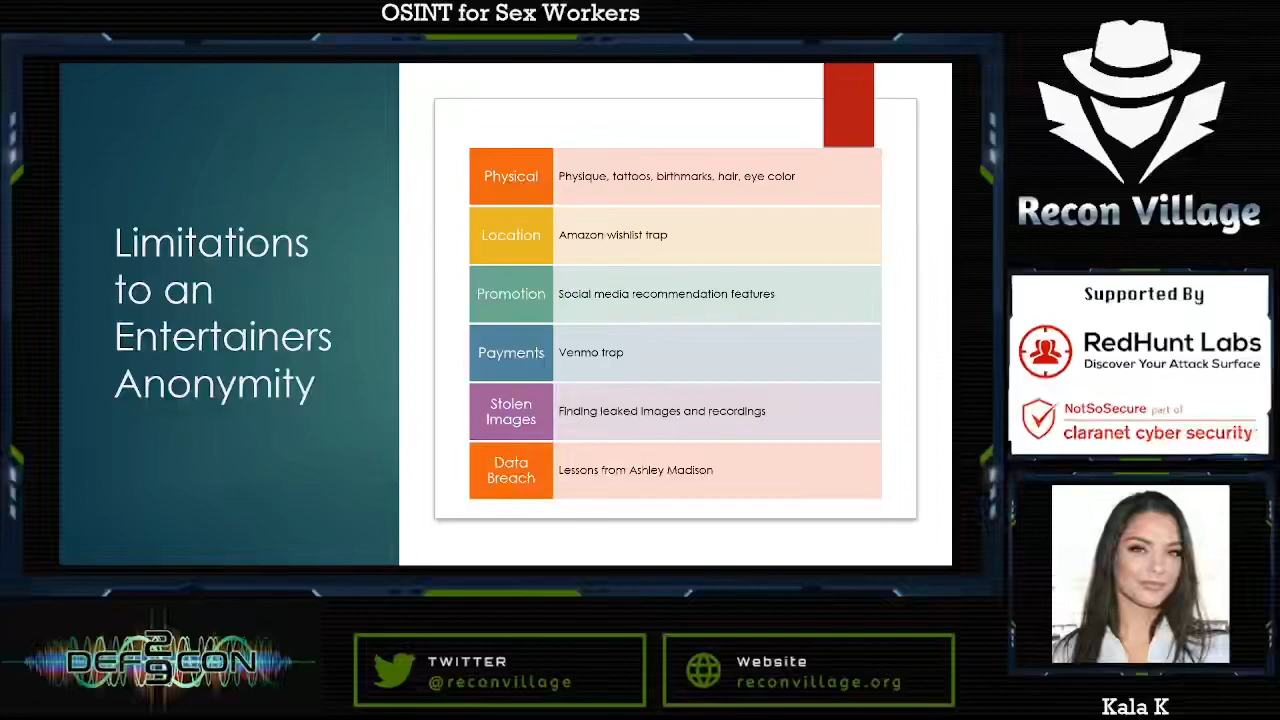 OSINT for Sex Workers
Limitations
to an
Entertainers
Anonymity
Physical
Physique, tattoos, birthmarks, hair, eye color
Location
Amazon wishlist trap
Promotion
Social media recommendation features
Payments
Venmo trap
Stolen
Images
Finding leaked images and recordings
Data
Breach
Lessons from Ashley Madison
Recon Village
Supported By
RedHunt Labs
Discover Your Attack Surface
NotSoSecure part of
claranet cyber security
Kala K
DEFCON
29
TWITTER
@reconvillage
Website
reconvillage.org